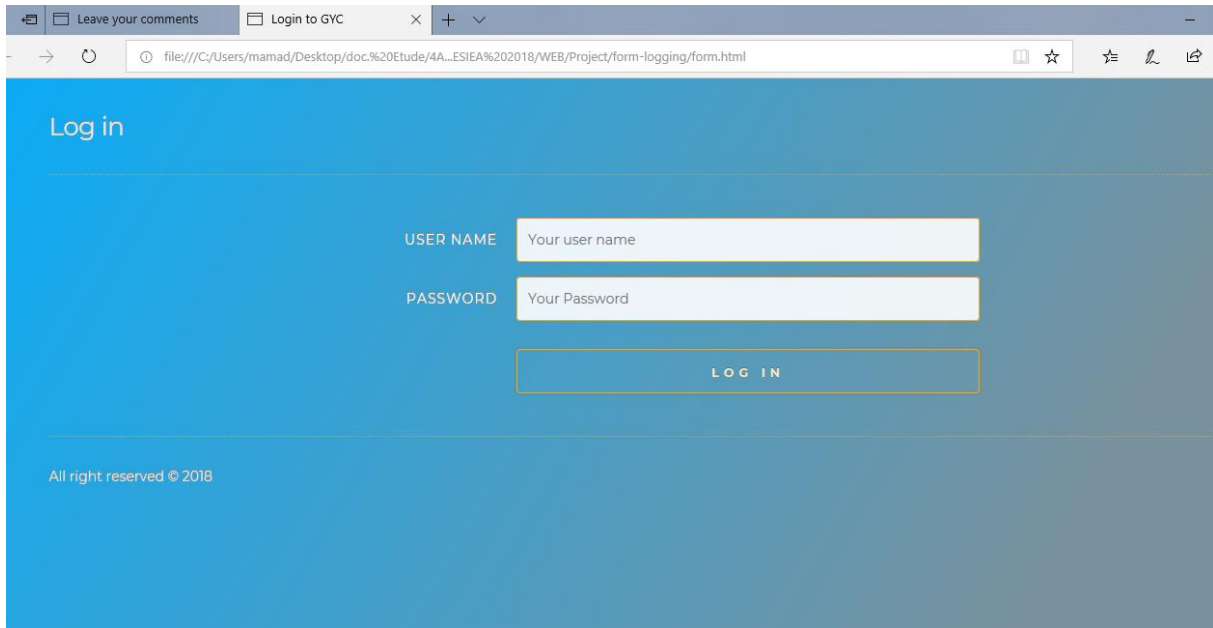 Leave your comments
Login to GYC
file:///C:/Users/mamad/Desktop/doc.%20Etude/4A...ESIEA%202018/WEB/Project/form-logging/form.html
Log in
USER NAME Your user name
PASSWORD Your Password
LOG IN
All right reserved © 2018